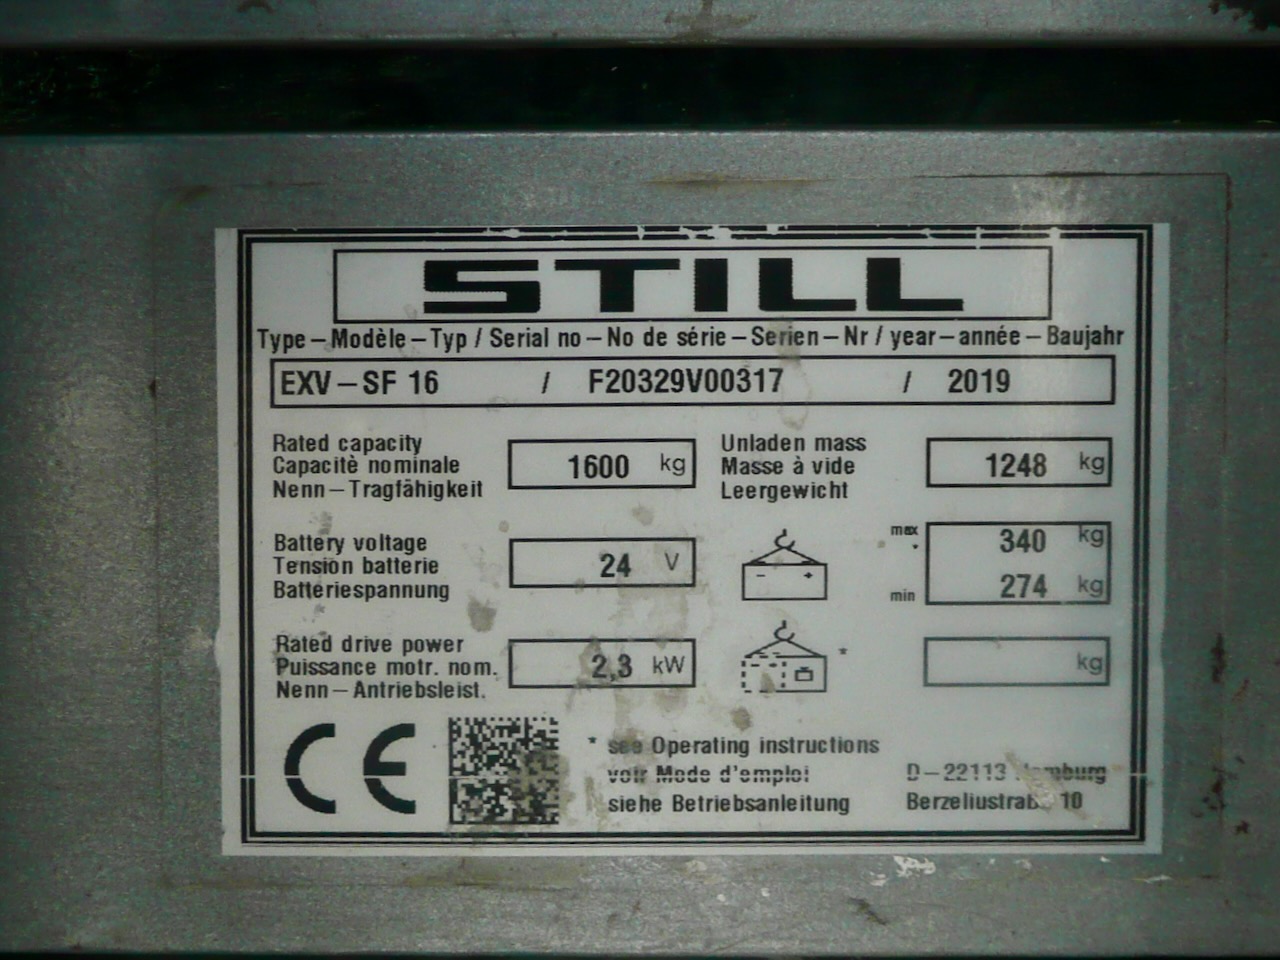 STILL
Type – Modèle – Typ / Serial no – No de série – Serien – Nr / year – année – Baujahr
EXV – SF 16 / F20329V00317 / 2019
Rated capacity
Capacitè nominale
Nenn – Tragfähigkeit
1600 kg
Unladen mass
Masse à vide
Leergewicht
1248 kg
Battery voltage
Tension batterie
Batteriespannung
24 V
max
*
340 kg
min
274 kg
- +
Rated drive power
Puissance motr. nom.
Nenn – Antriebsleist.
2,3 kW
*
kg
CE
* see Operating instructions
voir Mode d'emploi
siehe Betriebsanleitung
D – 22113 Hamburg
Berzeliustraße 10